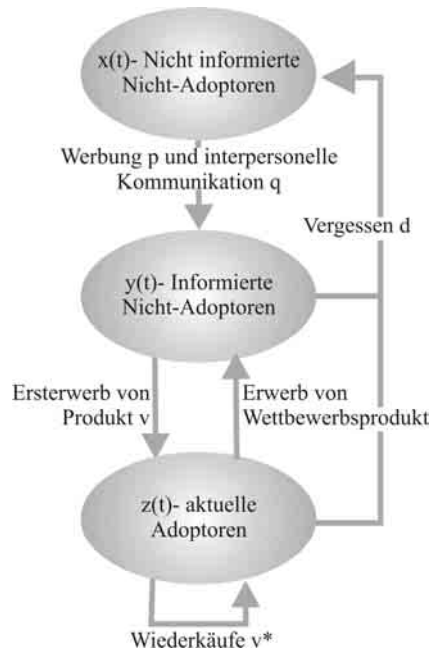 x(t)- Nicht informierte
Nicht-Adoptoren
Werbung p und interpersonelle
Kommunikation q
Vergessen d
y(t)- Informierte
Nicht-Adoptoren
Ersterwerb von
Produkt v
Erwerb von
Wettbewerbsprodukt
z(t)- aktuelle
Adoptoren
Wiederkäufe v*